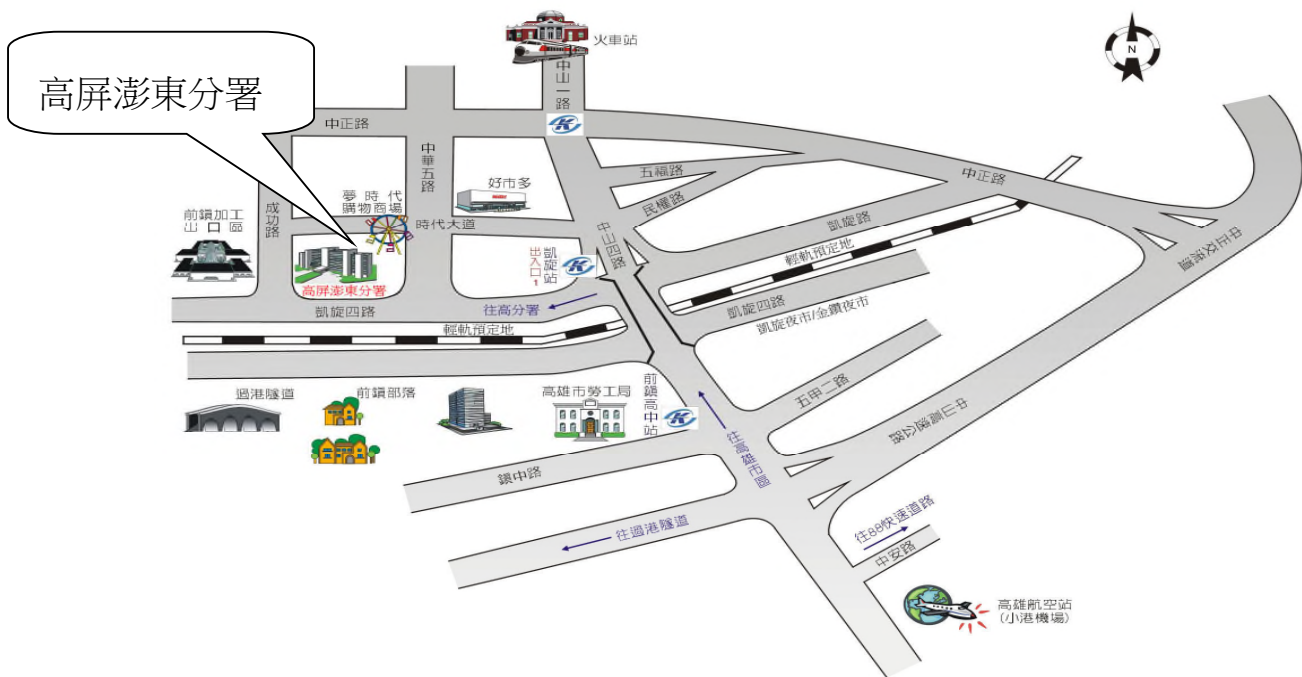 火車站
N
高屏澎東分署
中山一路
中正路
中華五路
五福路
中正路
民權路
好市多
夢時代
購物商場
前鎮加工
出口區
成功路
時代大道
凱旋路
中山四路
凱旋站
出入口1
中正交流道
輕軌預定地
高屏澎東分署
往高分署
凱旋四路
凱旋四路
凱旋夜市/金鑽夜市
輕軌預定地
過港隧道
前鎮部落
高雄市勞工局
前鎮高中站
五甲二路
中山高速公路
往高雄市區
鎮中路
往過港隧道
往88快速道路
中安路
高雄航空站
(小港機場)